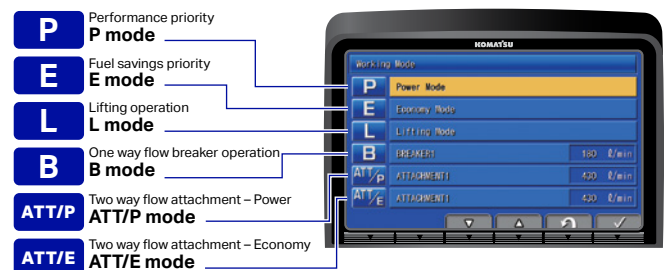 P
Performance priority
P mode
E
Fuel savings priority
E mode
L
Lifting operation
L mode
B
One way flow breaker operation
B mode
ATT/P
Two way flow attachment – Power
ATT/P mode
ATT/E
Two way flow attachment – Economy
ATT/E mode
KOMATSU
Working Mode
P Power Mode
E Economy Mode
L Lifting Mode
B BREAKER1 180 ℓ/min
ATT/P ATTACHMENT1 430 ℓ/min
ATT/E ATTACHMENT1 430 ℓ/min